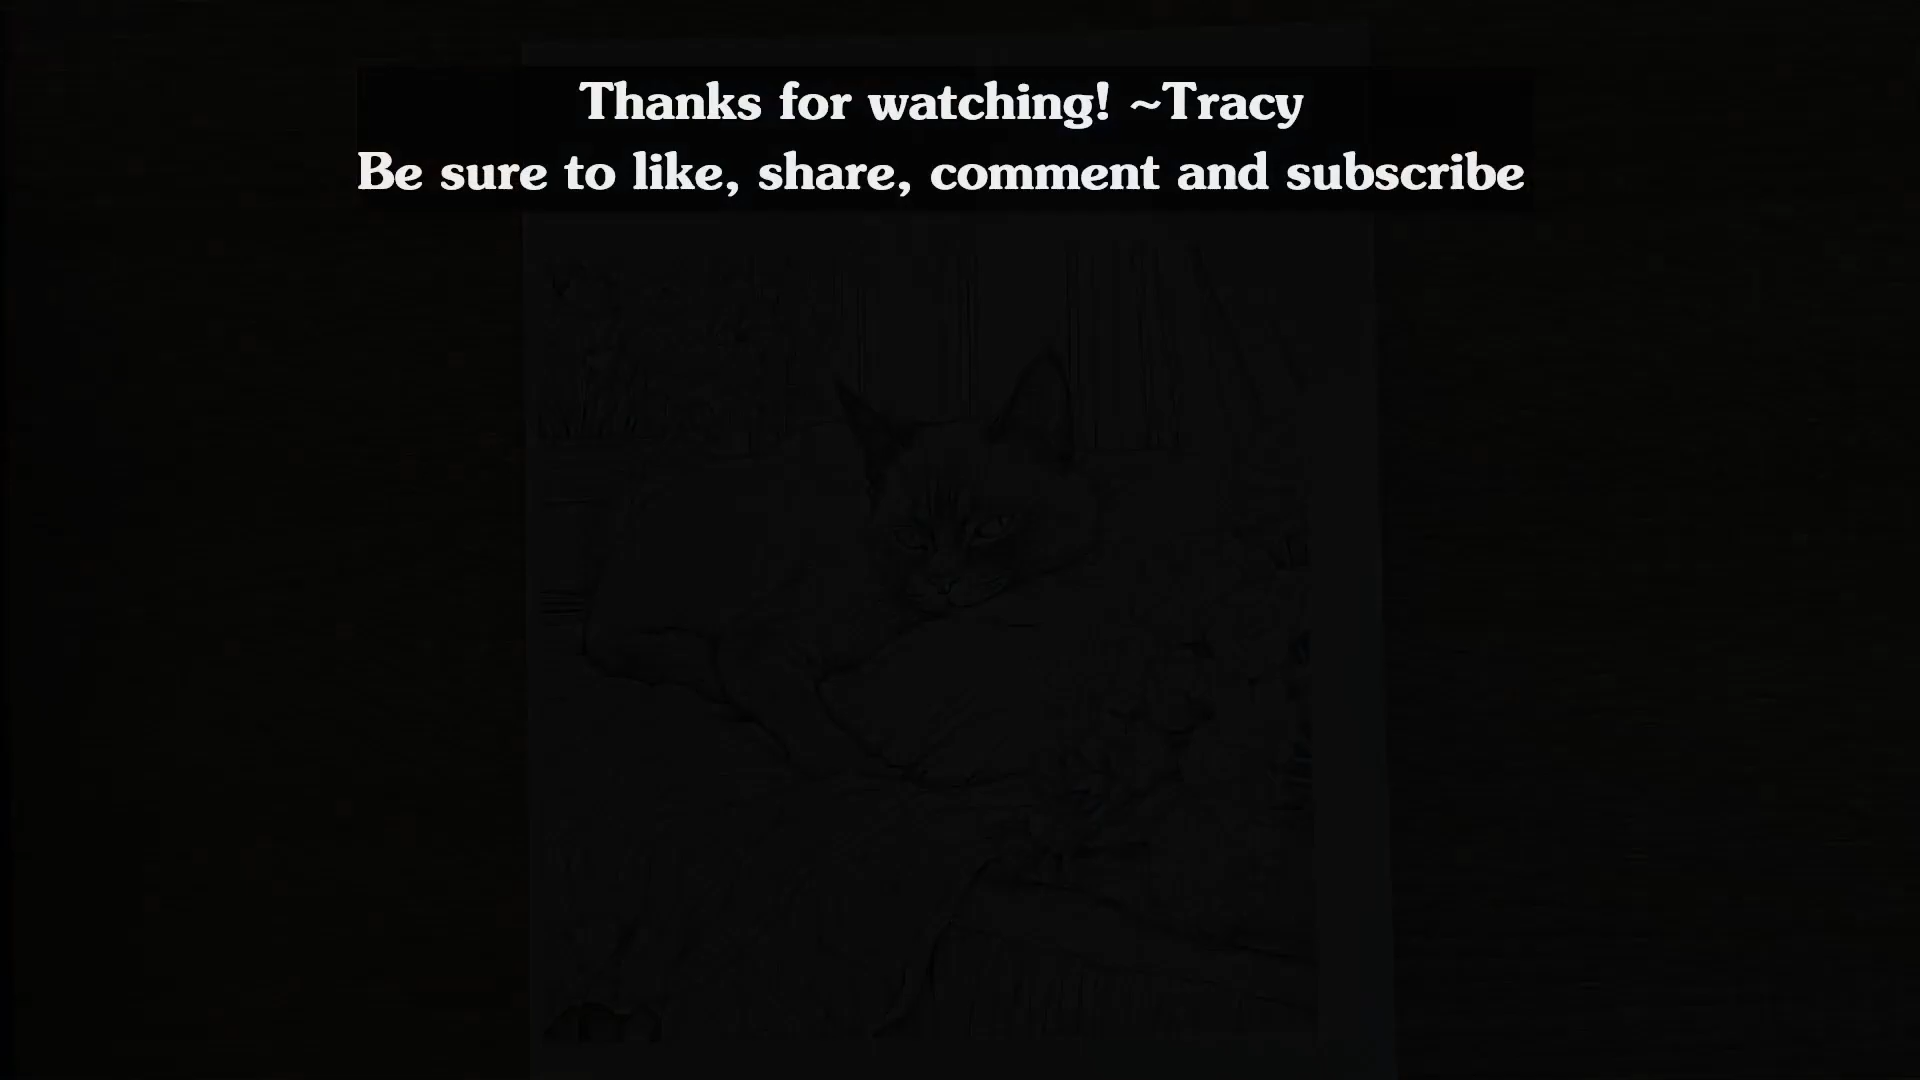 Thanks for watching! ~Tracy
Be sure to like, share, comment and subscribe